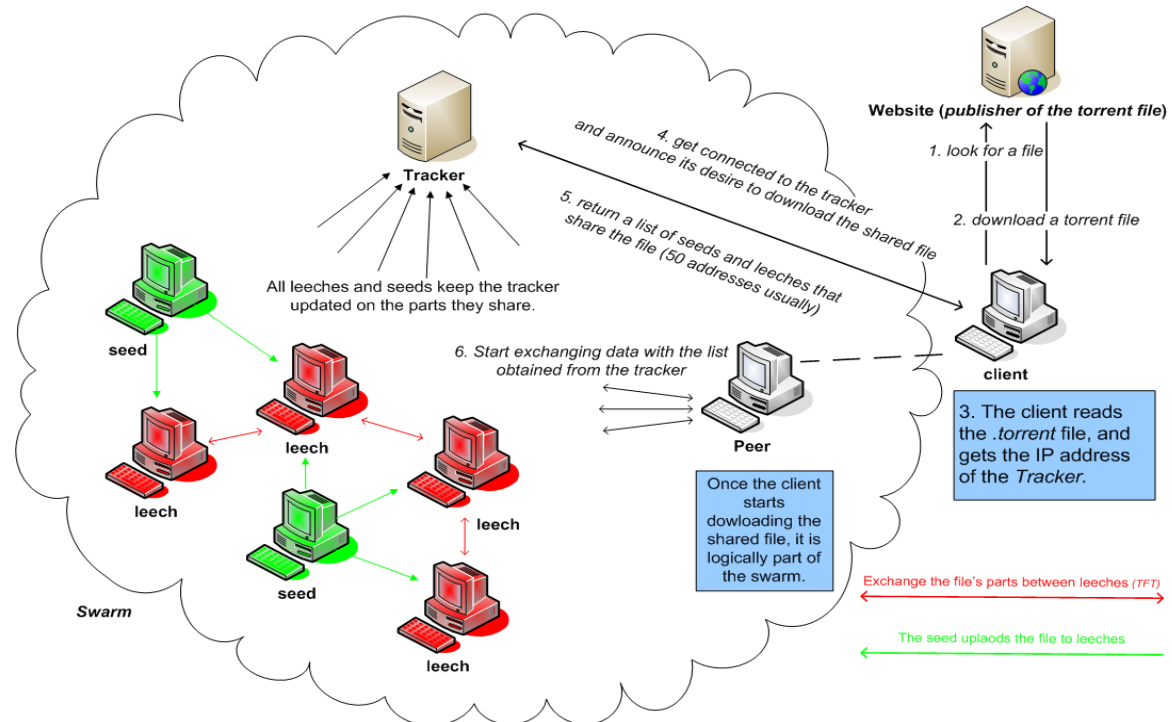 Website (publisher of the torrent file)
1. look for a file
2. download a torrent file
client
3. The client reads
the .torrent file, and
gets the IP address
of the Tracker.
4. get connected to the tracker
and announce its desire to download the shared file
5. return a list of seeds and leeches that
share the file (50 addresses usually)
Tracker
All leeches and seeds keep the tracker
updated on the parts they share.
6. Start exchanging data with the list
obtained from the tracker
Peer
Once the client
starts
dowloading the
shared file, it is
logically part of
the swarm.
seed
leech
leech
leech
seed
leech
Swarm
Exchange the file's parts between leeches (TFT)
The seed uplaods the file to leeches